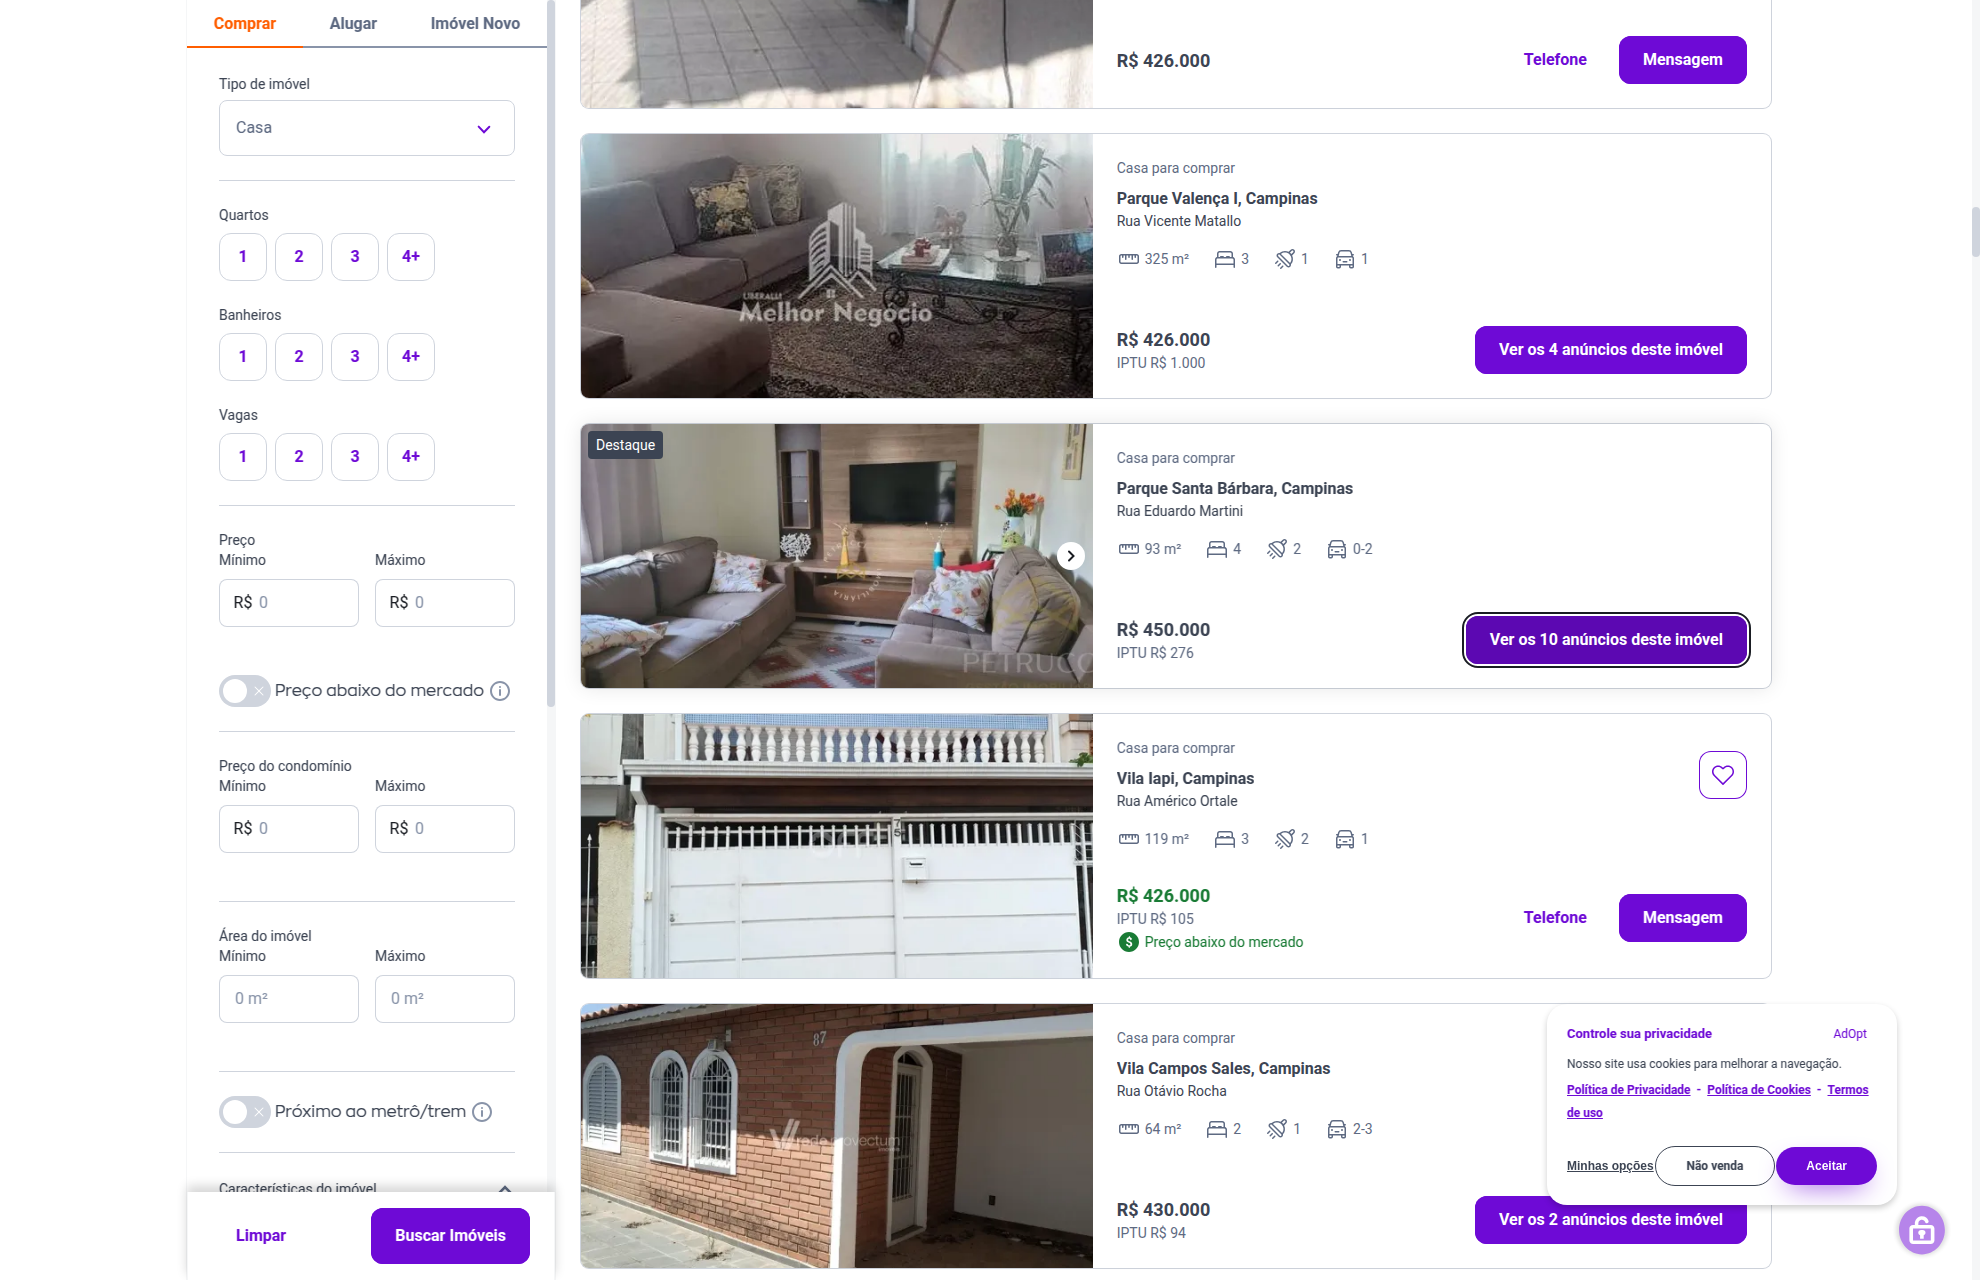 Comprar
Alugar
Imóvel Novo
Tipo de imóvel
Casa
Quartos
1
2
3
4+
Banheiros
1
2
3
4+
Vagas
1
2
3
4+
Preço
Mínimo
Máximo
R$ 0
R$ 0
Preço abaixo do mercado
Preço do condomínio
Mínimo
Máximo
R$ 0
R$ 0
Área do imóvel
Mínimo
Máximo
0 m²
0 m²
Próximo ao metrô/trem
Características do imóvel
Limpar
Buscar Imóveis
R$ 426.000
Telefone
Mensagem
LIBERALLI
Melhor Negócio
Casa para comprar
Parque Valença I, Campinas
Rua Vicente Matallo
325 m²
3
1
1
R$ 426.000
IPTU R$ 1.000
Ver os 4 anúncios deste imóvel
Destaque
Casa para comprar
Parque Santa Bárbara, Campinas
Rua Eduardo Martini
93 m²
4
2
0-2
R$ 450.000
IPTU R$ 276
Ver os 10 anúncios deste imóvel
Casa para comprar
Vila Iapi, Campinas
Rua Américo Ortale
119 m²
3
2
1
R$ 426.000
IPTU R$ 105
$ Preço abaixo do mercado
Telefone
Mensagem
87
Casa para comprar
Vila Campos Sales, Campinas
Rua Otávio Rocha
64 m²
2
1
2-3
R$ 430.000
IPTU R$ 94
Ver os 2 anúncios deste imóvel
Controle sua privacidade
AdOpt
Nosso site usa cookies para melhorar a navegação.
Política de Privacidade - Política de Cookies - Termos
de uso
Minhas opções
Não venda
Aceitar